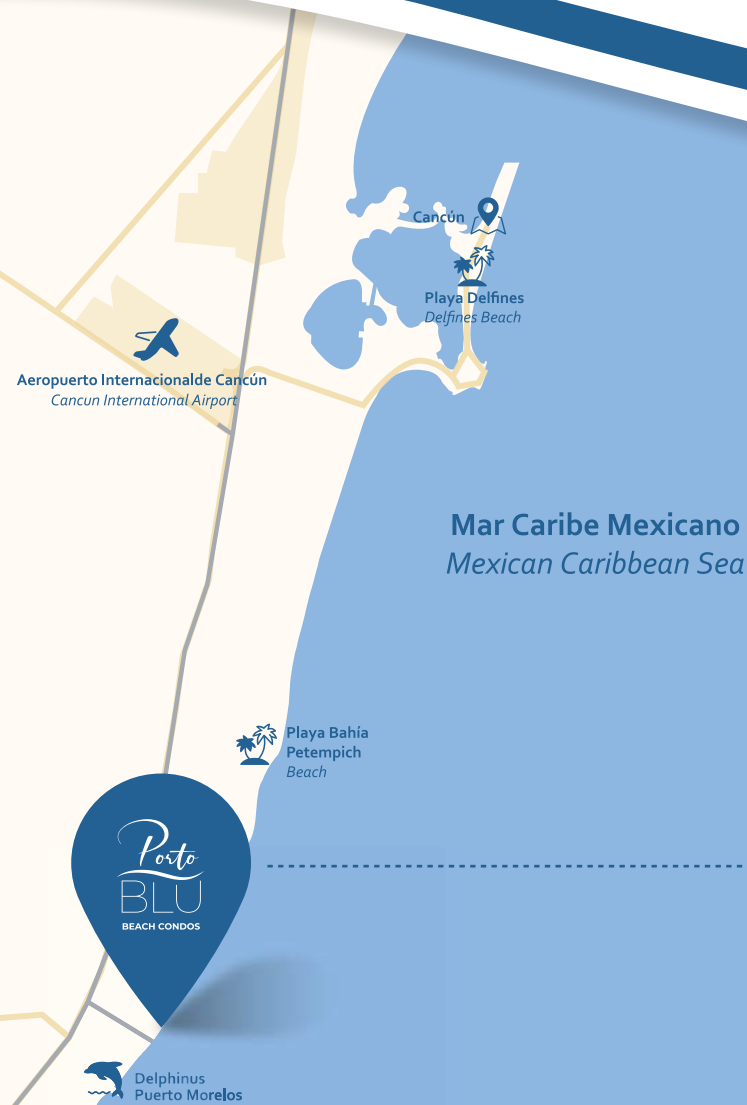 Cancún
Playa Delfines
Delfines Beach
Aeropuerto Internacionalde Cancún
Cancun International Airport
Mar Caribe Mexicano
Mexican Caribbean Sea
Playa Bahía
Petempich
Beach
Porto
BLU
BEACH CONDOS
Delphinus
Puerto Morelos